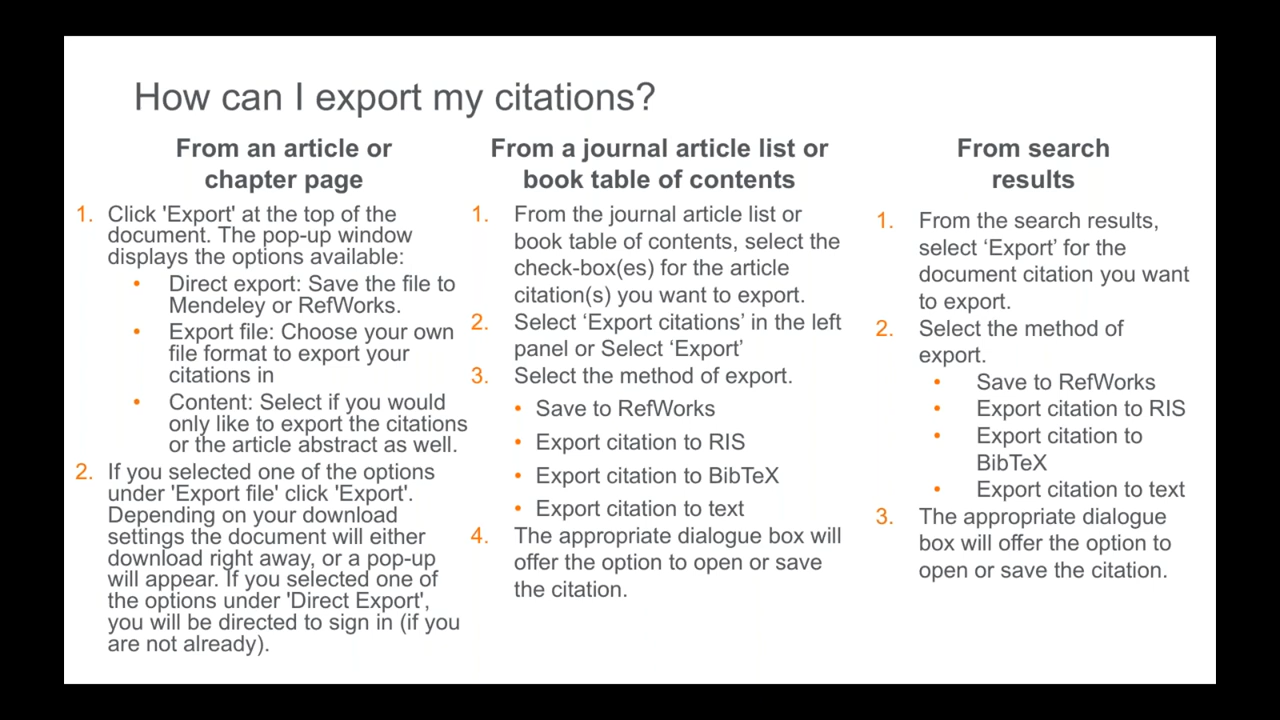 How can I export my citations?
From an article or
chapter page
1. Click 'Export' at the top of the
document. The pop-up window
displays the options available:
• Direct export: Save the file to
Mendeley or RefWorks.
• Export file: Choose your own
file format to export your
citations in
• Content: Select if you would
only like to export the citations
or the article abstract as well.
2. If you selected one of the options
under 'Export file' click 'Export'.
Depending on your download
settings the document will either
download right away, or a pop-up
will appear. If you selected one of
the options under 'Direct Export',
you will be directed to sign in (if you
are not already).
From a journal article list or
book table of contents
1. From the journal article list or
book table of contents, select the
check-box(es) for the article
citation(s) you want to export.
2. Select ‘Export citations’ in the left
panel or Select ‘Export’
3. Select the method of export.
• Save to RefWorks
• Export citation to RIS
• Export citation to BibTeX
• Export citation to text
4. The appropriate dialogue box will
offer the option to open or save
the citation.
From search
results
1. From the search results,
select ‘Export’ for the
document citation you want
to export.
2. Select the method of
export.
• Save to RefWorks
• Export citation to RIS
• Export citation to
BibTeX
• Export citation to text
3. The appropriate dialogue
box will offer the option to
open or save the citation.